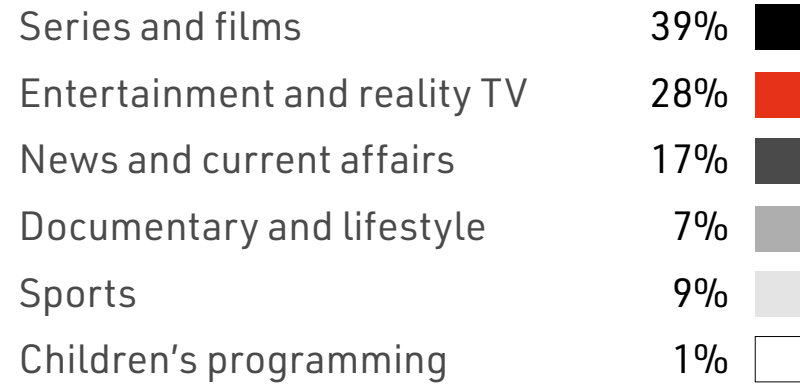 Series and films 39%
Entertainment and reality TV 28%
News and current affairs 17%
Documentary and lifestyle 7%
Sports 9%
Children’s programming 1%